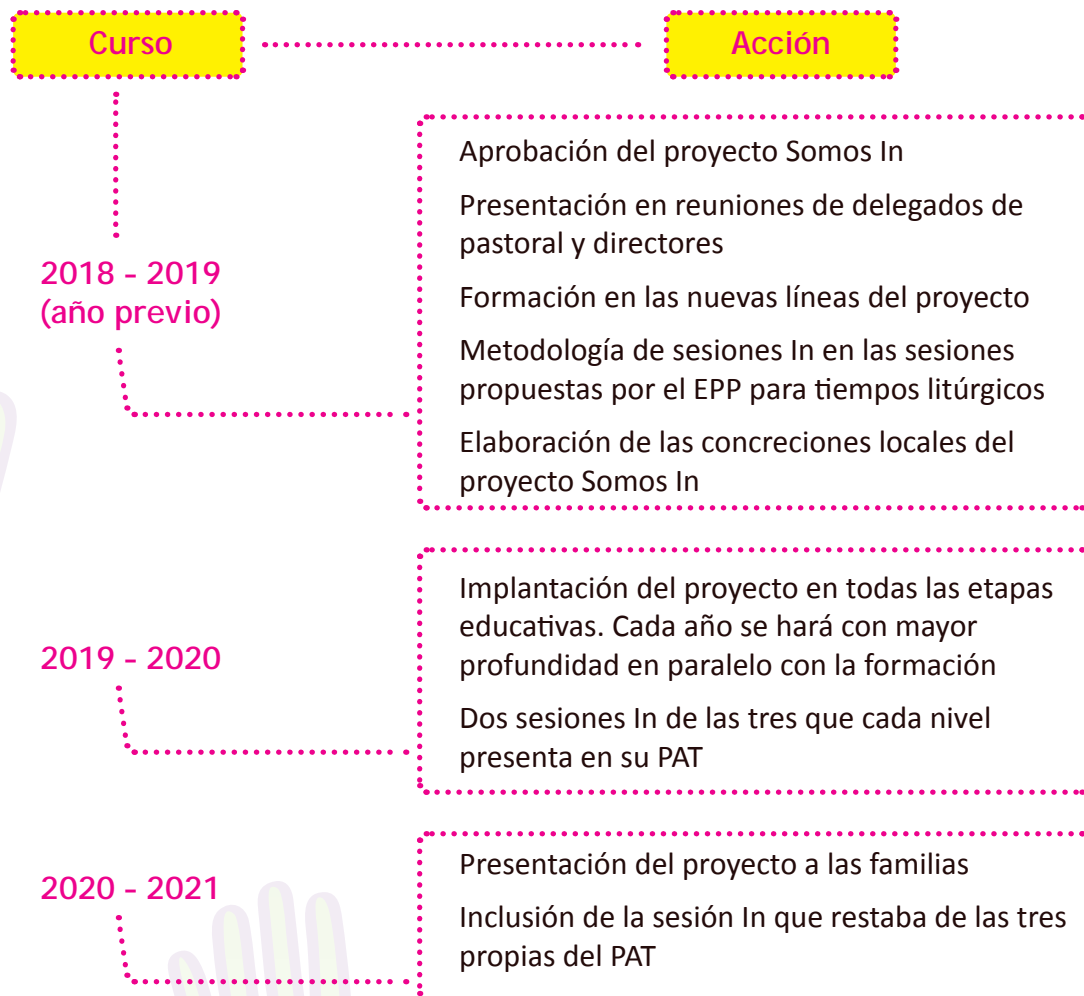 Curso
Acción
2018 - 2019
(año previo)
Aprobación del proyecto Somos In
Presentación en reuniones de delegados de
pastoral y directores
Formación en las nuevas líneas del proyecto
Metodología de sesiones In en las sesiones
propuestas por el EPP para tiempos litúrgicos
Elaboración de las concreciones locales del
proyecto Somos In
2019 - 2020
Implantación del proyecto en todas las etapas
educativas. Cada año se hará con mayor
profundidad en paralelo con la formación
Dos sesiones In de las tres que cada nivel
presenta en su PAT
2020 - 2021
Presentación del proyecto a las familias
Inclusión de la sesión In que restaba de las tres
propias del PAT